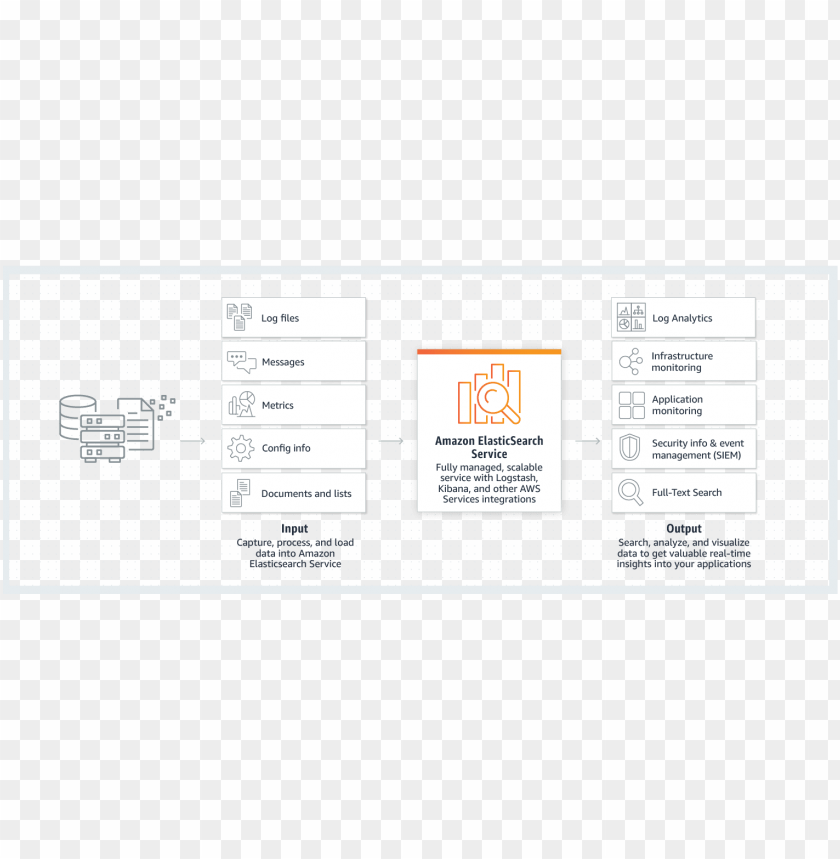 Log files
Messages
Metrics
Config info
Documents and lists
Input
Capture, process, and load
data into Amazon
Elasticsearch Service
Amazon ElasticSearch
Service
Fully managed, scalable
service with Logstash,
Kibana, and other AWS
Services integrations
Log Analytics
Infrastructure
monitoring
Application
monitoring
Security info & event
management (SIEM)
Full-Text Search
Output
Search, analyze, and visualize
data to get valuable real-time
insights into your applications